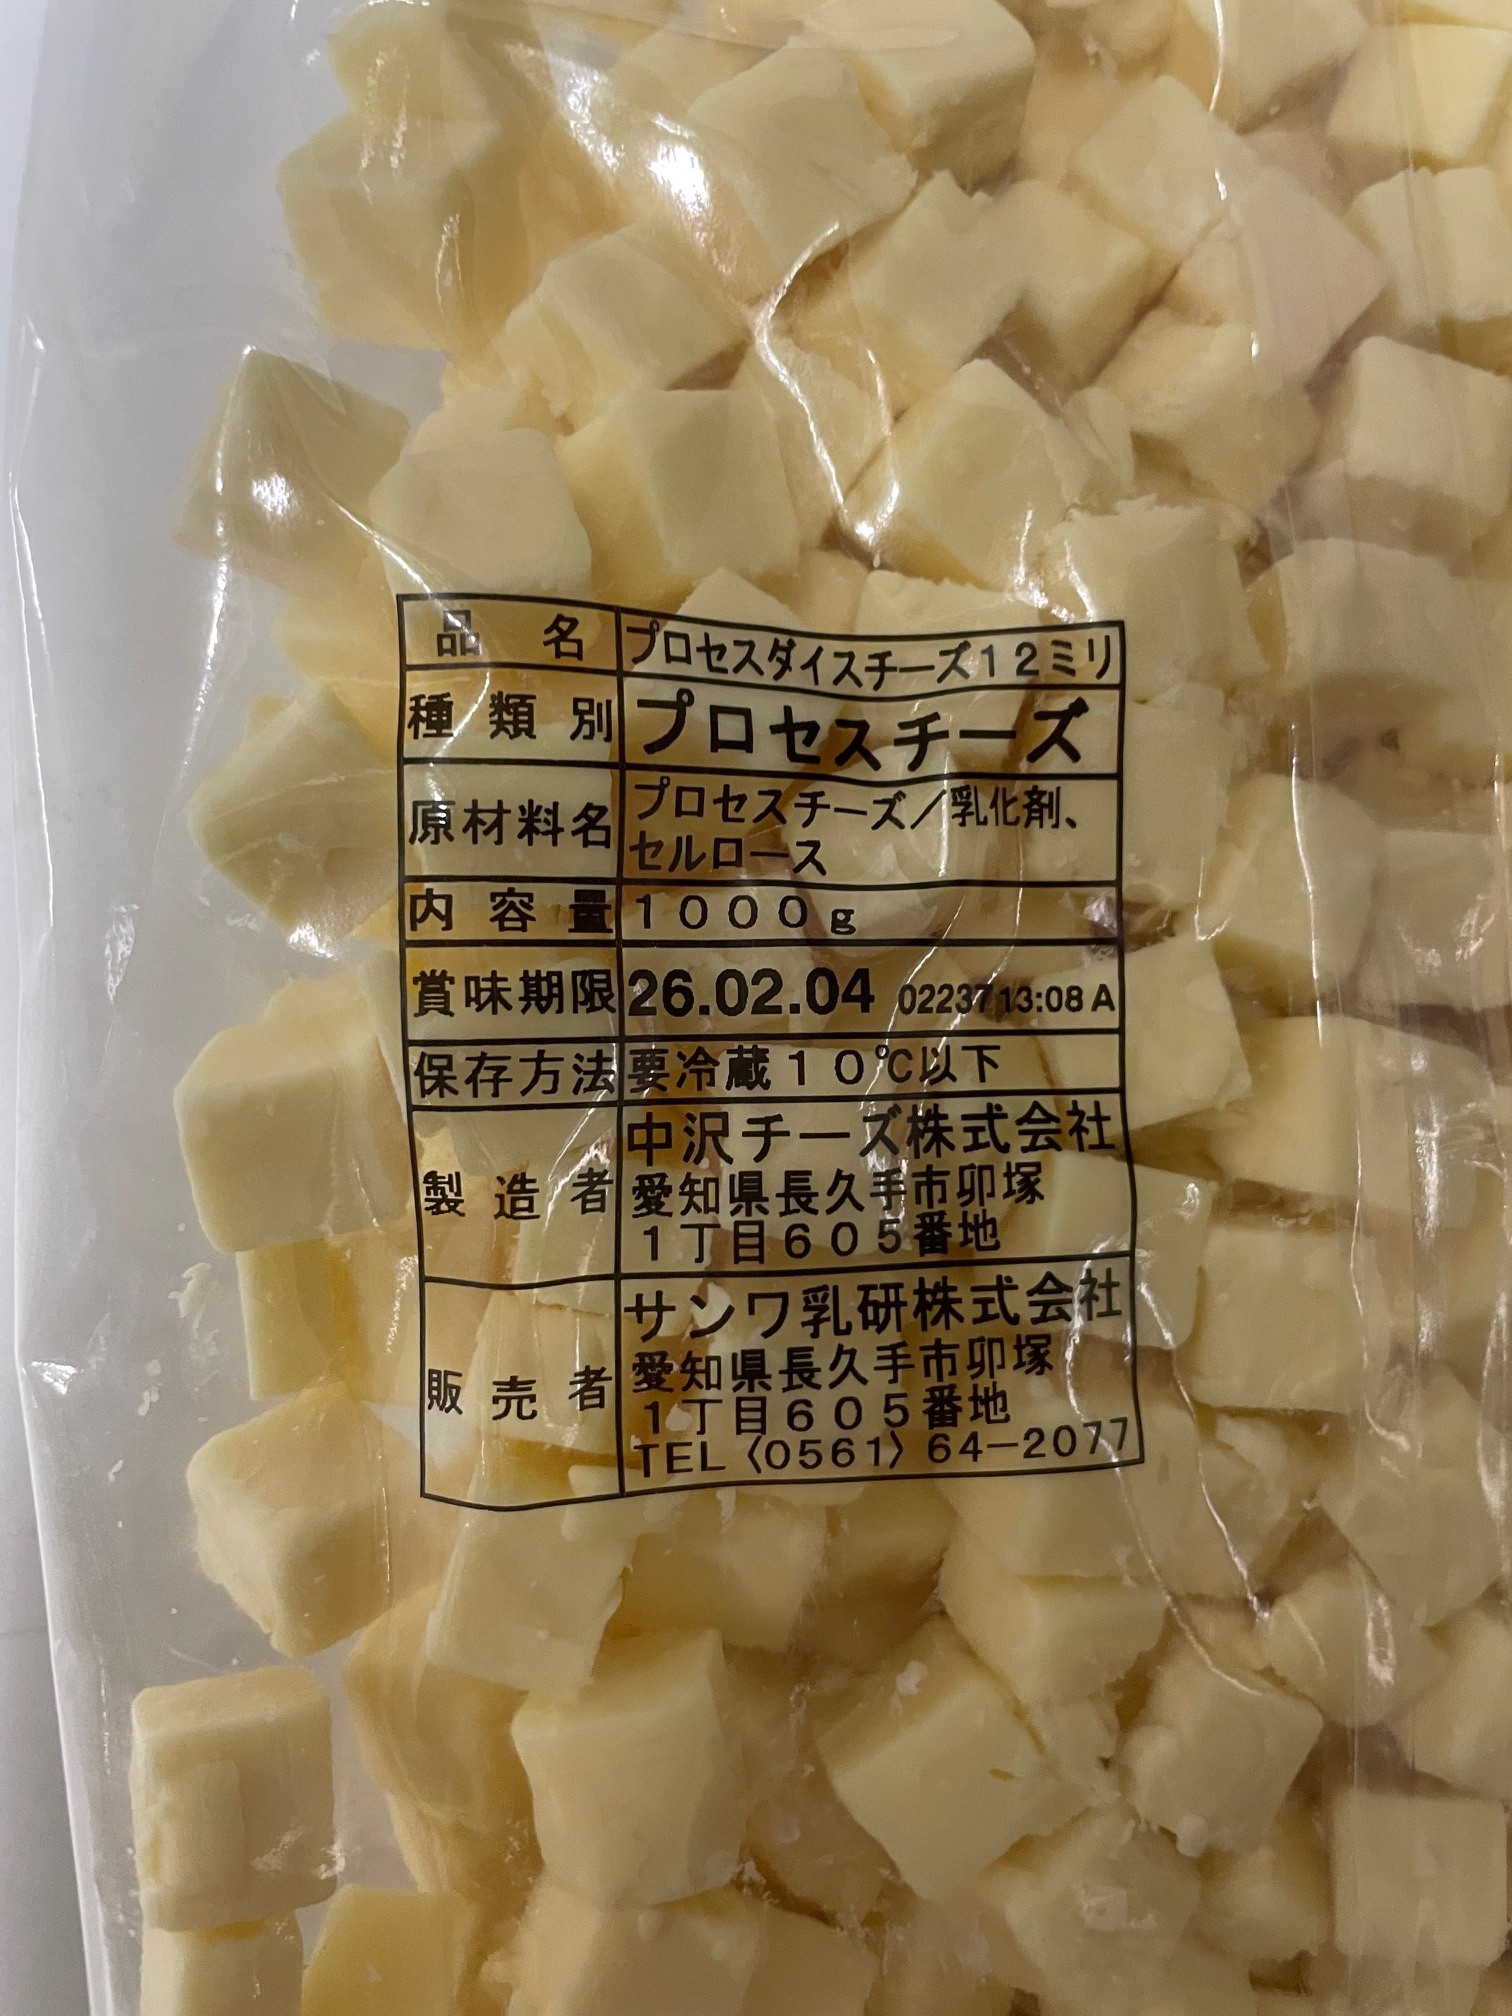 品名 プロセスダイスチーズ12ミリ
種類別 プロセスチーズ
原材料名 プロセスチーズ/乳化剤、
セルロース
内容量 1000g
賞味期限 26.02.04 02237 13:08 A
保存方法 要冷蔵10℃以下
製造者 中沢チーズ株式会社
愛知県長久手市卯塚
1丁目605番地
販売者 サンワ乳研株式会社
愛知県長久手市卯塚
1丁目605番地
TEL〈0561〉64-2077